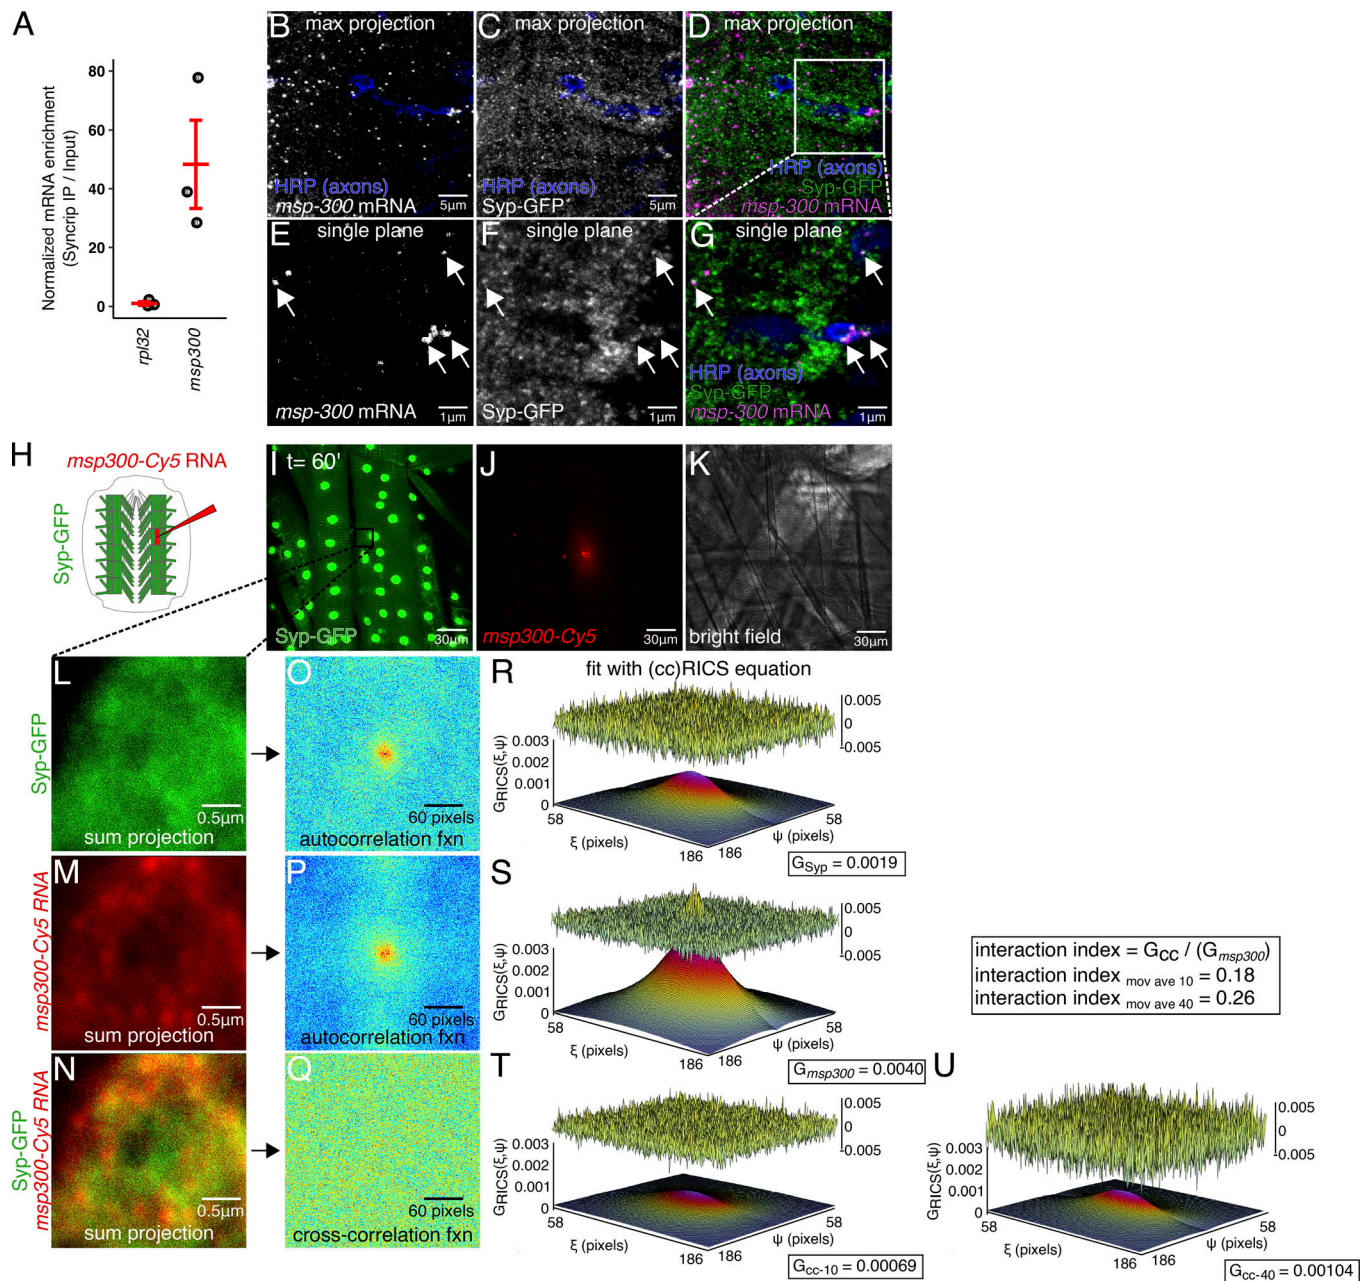 A
Normalized mRNA enrichment
(Syncrip IP / Input)
80
60
40
20
0
rpl32
msp300
B
max projection
HRP (axons)
msp-300 mRNA
5µm
C
max projection
HRP (axons)
Syp-GFP
5µm
D
max projection
HRP (axons)
Syp-GFP
msp-300 mRNA
E
single plane
msp-300 mRNA
1µm
F
single plane
Syp-GFP
1µm
G
single plane
HRP (axons)
Syp-GFP
msp-300 mRNA
1µm
H
msp300-Cy5 RNA
Syp-GFP
I
t= 60'
Syp-GFP
30µm
J
msp300-Cy5
30µm
K
bright field
30µm
L
Syp-GFP
0.5µm
sum projection
O
60 pixels
autocorrelation fxn
R
fit with (cc)RICS equation
0.005
0
-0.005
0.003
0.002
0.001
0
GRICS(ξ,ψ)
58
ξ (pixels)
186
186
ψ (pixels)
58
GSyp = 0.0019
M
msp300-Cy5 RNA
0.5µm
sum projection
P
60 pixels
autocorrelation fxn
S
0.005
0
-0.005
0.003
0.002
0.001
0
GRICS(ξ,ψ)
58
ξ (pixels)
186
186
ψ (pixels)
58
Gmsp300 = 0.0040
interaction index = Gcc / (Gmsp300)
interaction index mov ave 10 = 0.18
interaction index mov ave 40 = 0.26
N
Syp-GFP
msp300-Cy5 RNA
0.5µm
sum projection
Q
60 pixels
cross-correlation fxn
T
0.005
0
-0.005
0.003
0.002
0.001
0
GRICS(ξ,ψ)
58
ξ (pixels)
186
186
ψ (pixels)
58
Gcc-10 = 0.00069
U
0.005
0
-0.005
0.003
0.002
0.001
0
GRICS(ξ,ψ)
58
ξ (pixels)
186
186
ψ (pixels)
58
Gcc-40 = 0.00104